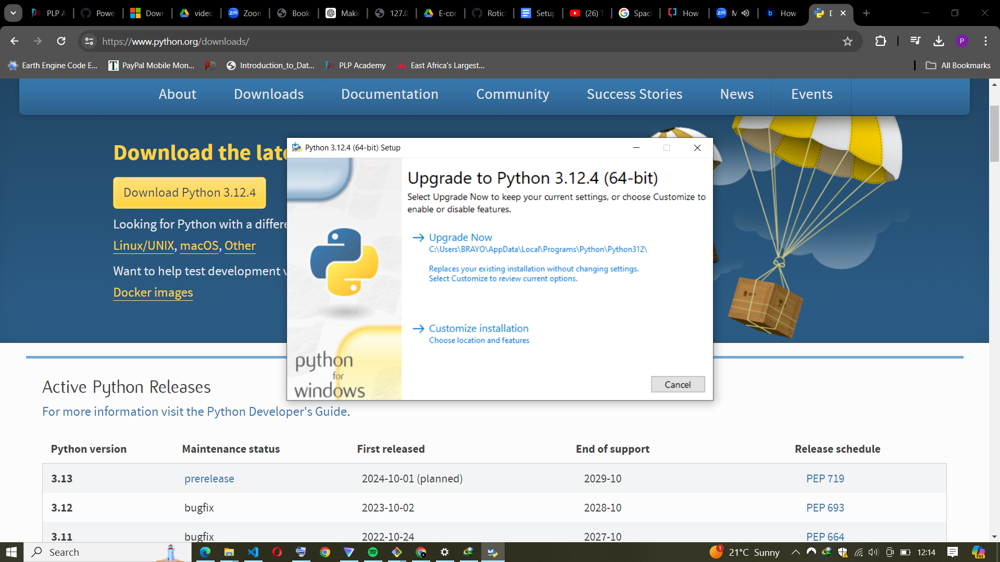 PLP A
Powe
Dow
video
Zoon
Book
Makin
127.0
E-con
Rotic
Setup
(26) T
Spaci
How
M
How
https://www.python.org/downloads/
P
Earth Engine Code E...
PayPal Mobile Mon...
Introduction_to_Dat...
PLP Academy
East Africa's Largest...
All Bookmarks
About
Downloads
Documentation
Community
Success Stories
News
Events
Download the late
Download Python 3.12.4
Looking for Python with a differe
Linux/UNIX, macOS, Other
Want to help test development v
Docker images
Python 3.12.4 (64-bit) Setup
Upgrade to Python 3.12.4 (64-bit)
Select Upgrade Now to keep your current settings, or choose Customize to
enable or disable features.
Upgrade Now
C:\Users\BRAYO\AppData\Local\Programs\Python\Python312\
Replaces your existing installation without changing settings.
Select Customize to review current options.
Customize installation
Choose location and features
python
for
windows
Cancel
Active Python Releases
For more information visit the Python Developer's Guide.
Python version Maintenance status First released End of support Release schedule
3.13 prerelease 2024-10-01 (planned) 2029-10 PEP 719
3.12 bugfix 2023-10-02 2028-10 PEP 693
3.11 bugfix 2022-10-24 2027-10 PEP 664
Search
1
21°C Sunny
12:14
PRE